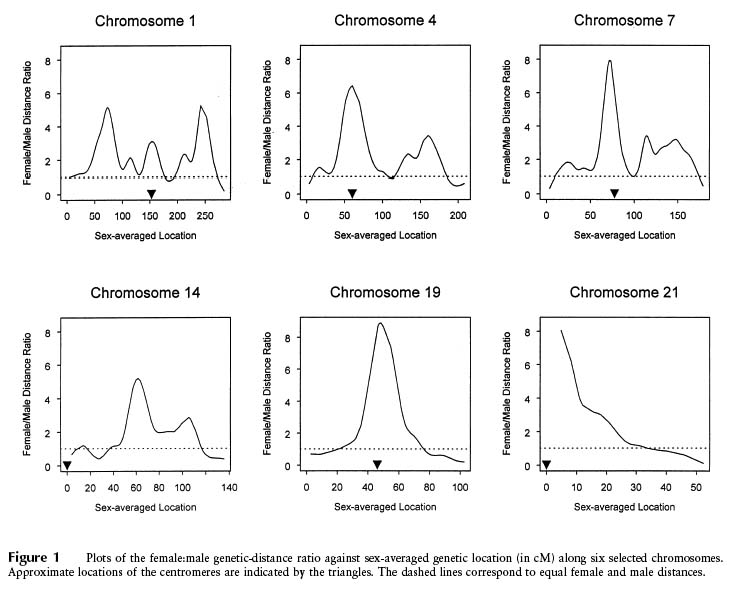 Chromosome 1
Chromosome 4
Chromosome 7
Female/Male Distance Ratio
8
6
4
2
0
0 50 100 150 200 250
Sex-averaged Location
Female/Male Distance Ratio
8
6
4
2
0
0 50 100 150 200
Sex-averaged Location
Female/Male Distance Ratio
8
6
4
2
0
0 50 100 150
Sex-averaged Location
Chromosome 14
Chromosome 19
Chromosome 21
Female/Male Distance Ratio
8
6
4
2
0
0 20 40 60 80 100 140
Sex-averaged Location
Female/Male Distance Ratio
8
6
4
2
0
0 20 40 60 80 100
Sex-averaged Location
Female/Male Distance Ratio
8
6
4
2
0
0 10 20 30 40 50
Sex-averaged Location
Figure 1 Plots of the female:male genetic-distance ratio against sex-averaged genetic location (in cM) along six selected chromosomes.
Approximate locations of the centromeres are indicated by the triangles. The dashed lines correspond to equal female and male distances.